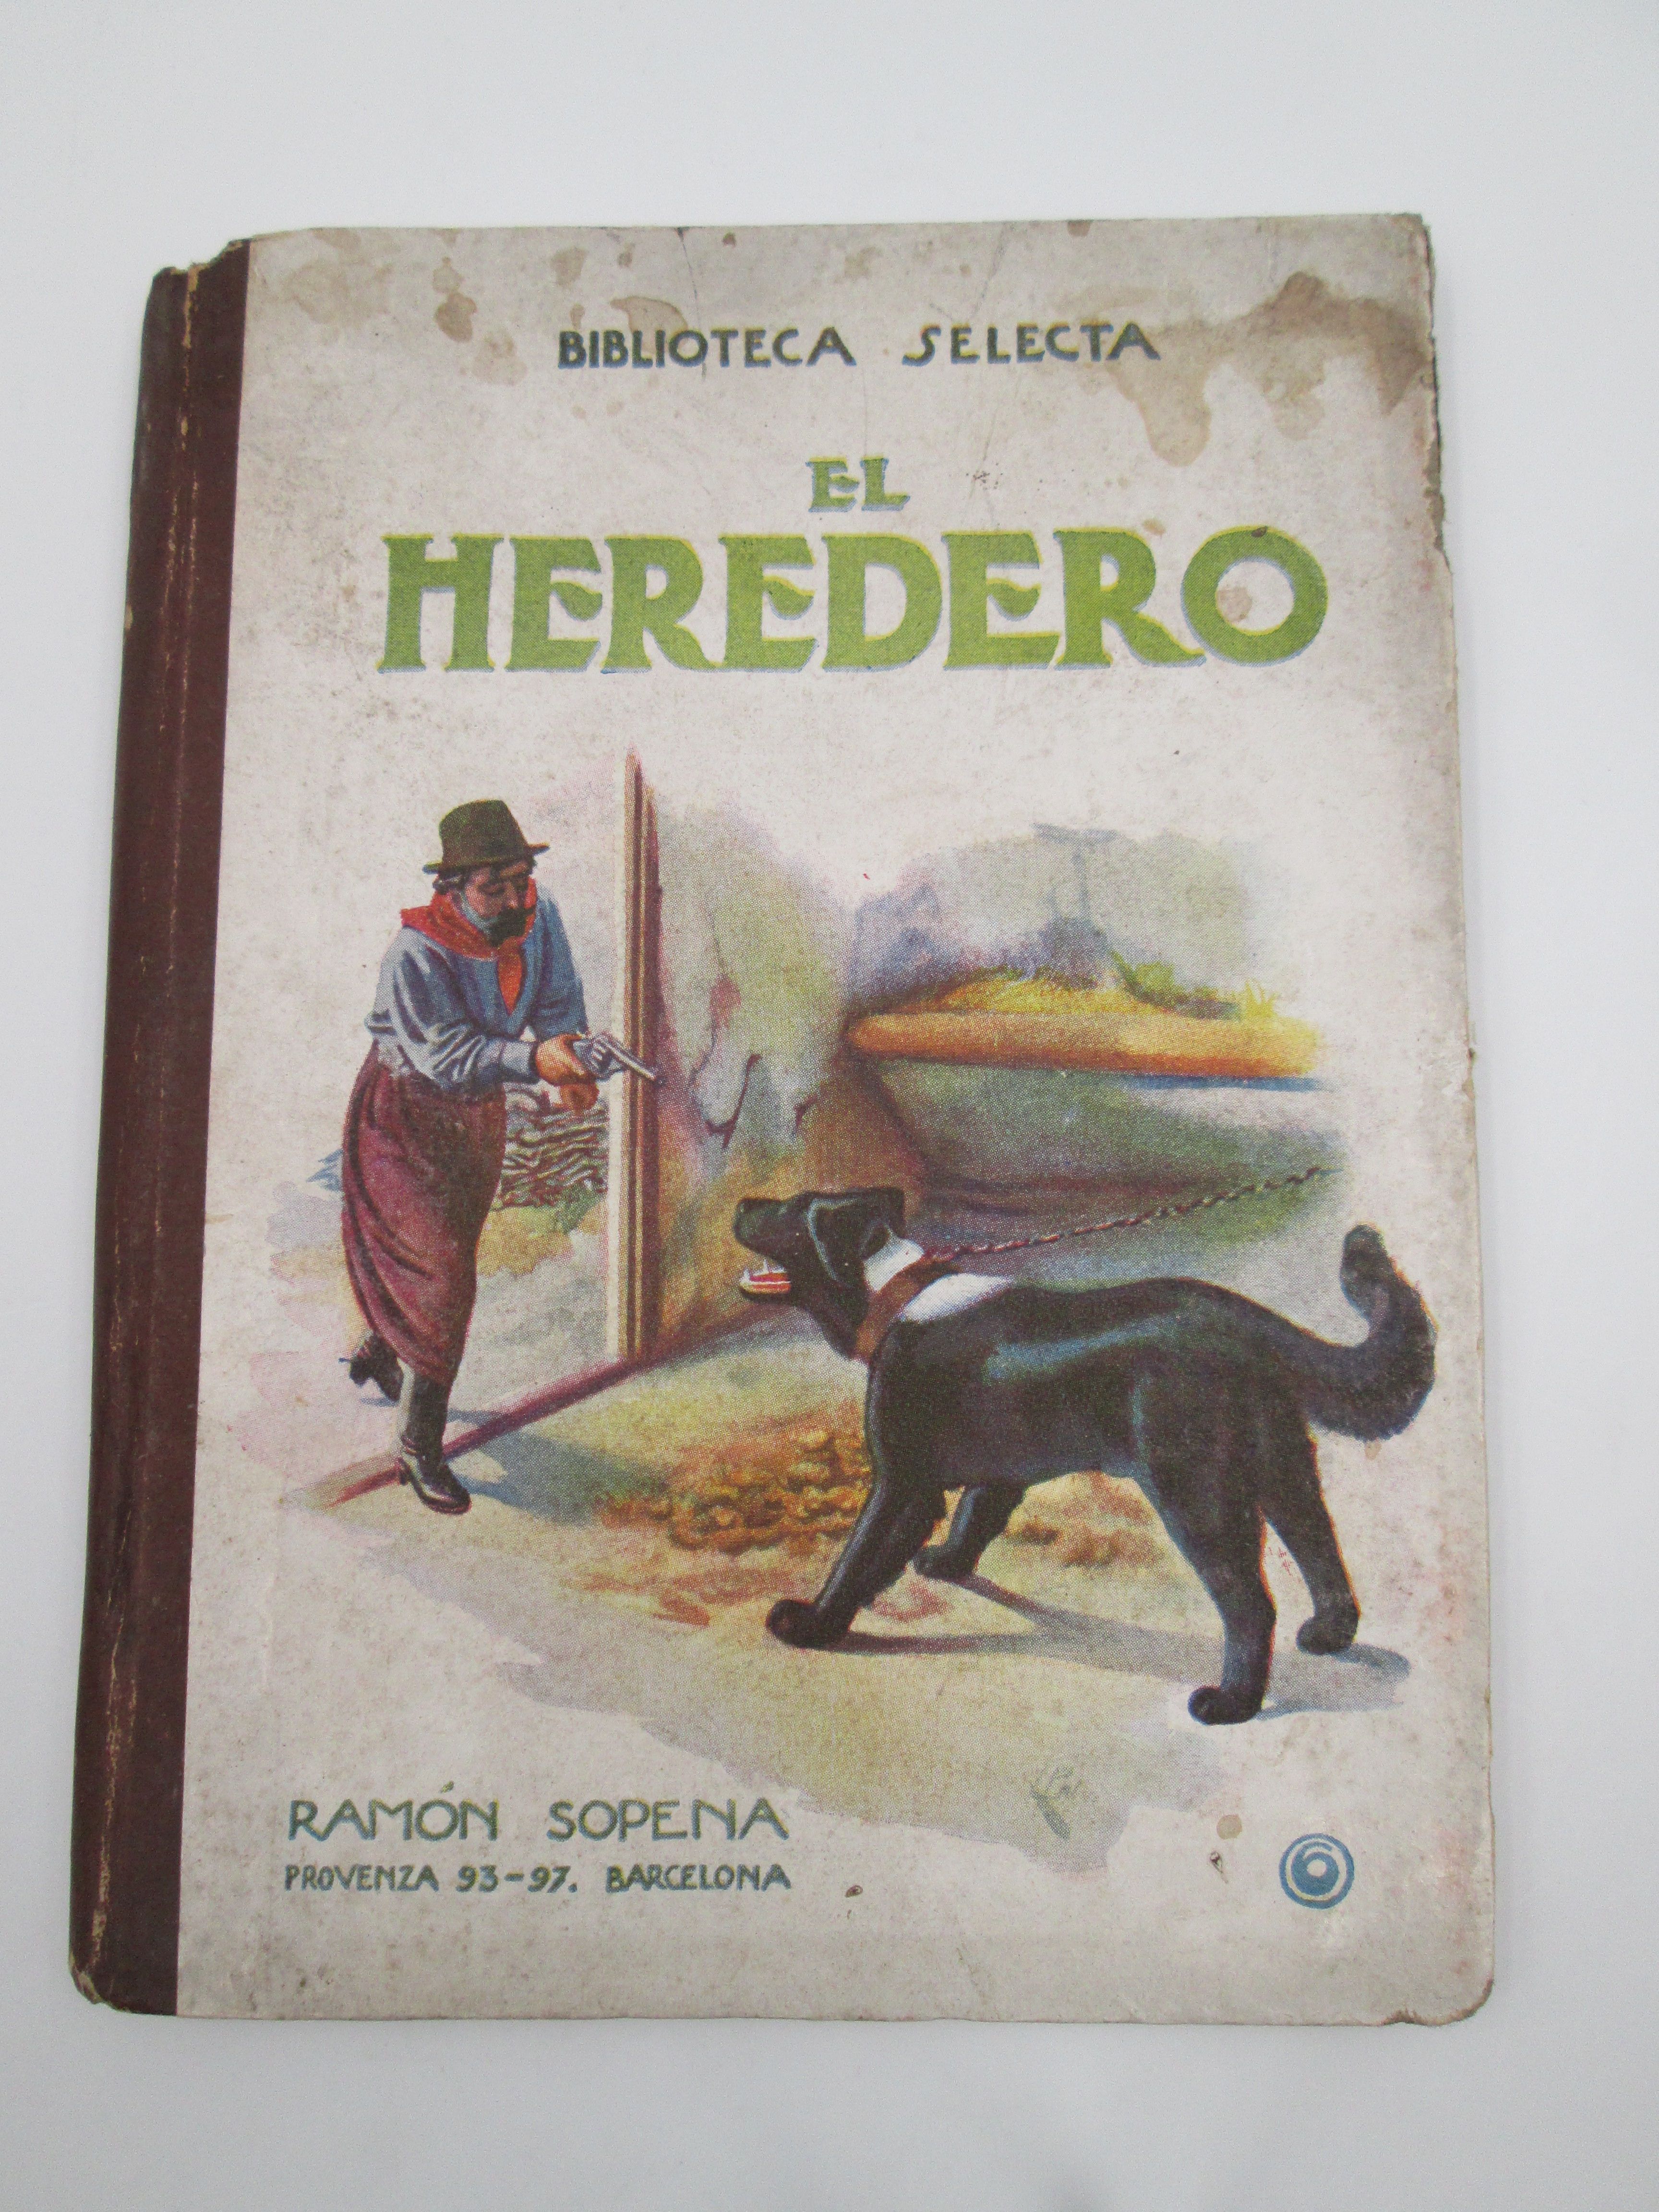 BIBLIOTECA SELECTA
EL
HEREDERO
RAMÓN SOPENA
PROVENZA 93-97. BARCELONA